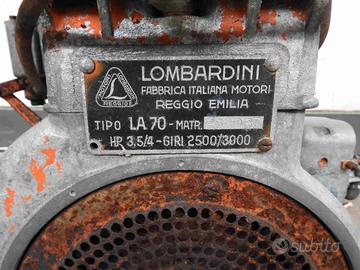 LOMBARDINI
FABBRICA ITALIANA MOTORI
REGGIO EMILIA
REGGIO E
TIPO LA 70 - MATR.
HP. 3,5/4 - GIRI 2500/3000
subito